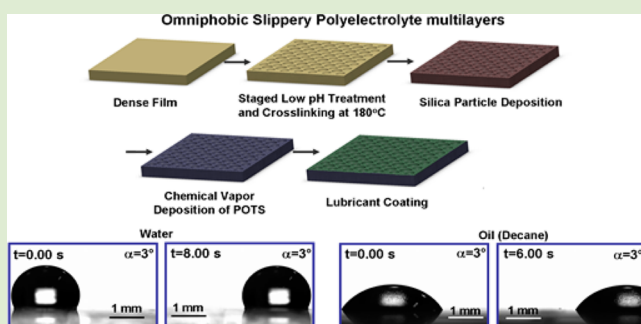 Omniphobic Slippery Polyelectrolyte multilayers
Dense Film
Staged Low pH Treatment
and Crosslinking at 180°C
Silica Particle Deposition
Chemical Vapor
Deposition of POTS
Lubricant Coating
Water
Oil (Decane)
t=0.00 s α=3°
1 mm
t=8.00 s α=3°
1 mm
t=0.00 s α=3°
1 mm
t=6.00 s α=3°
1 mm